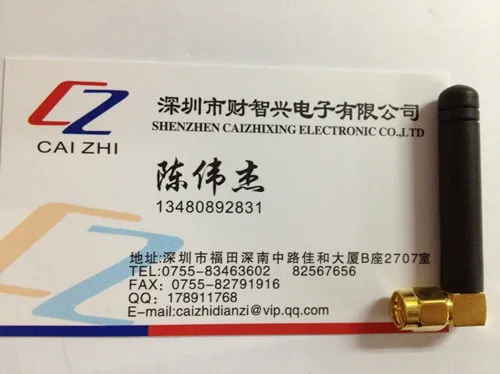 深圳市财智兴电子有限公司
SHENZHEN CAIZHIXING ELECTRONIC CO.,LTD
CZ
CAI ZHI
陈伟杰
13480892831
地址:深圳市福田深南中路佳和大厦B座2707室
TEL:0755-83463602 82567656
FAX: 0755-82791916
QQ: 178911768
E-mail:caizhidianzi@vip.qq.com